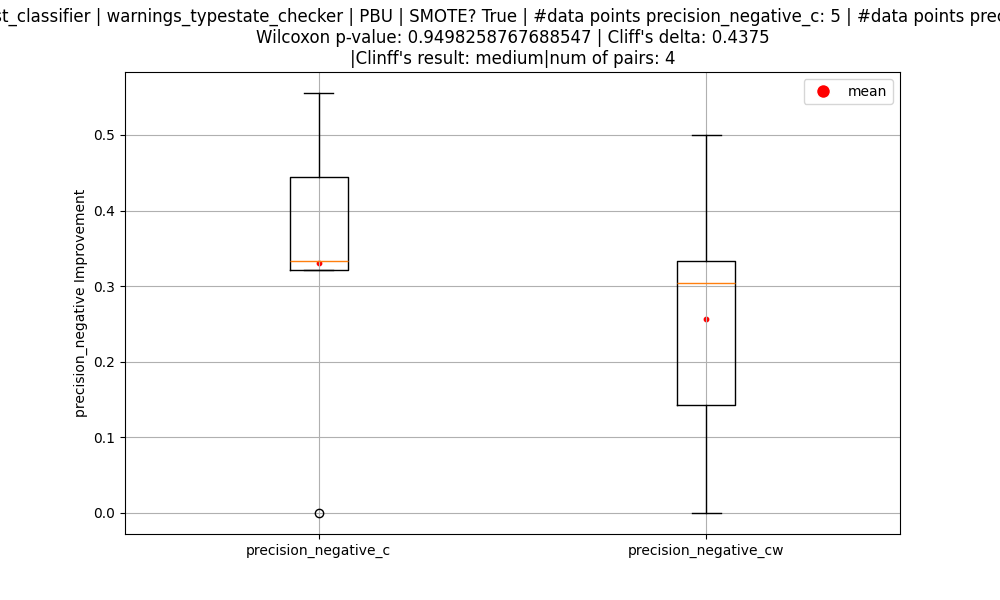 st_classifier | warnings_typestate_checker | PBU | SMOTE? True | #data points precision_negative_c: 5 | #data points prec
Wilcoxon p-value: 0.9498258767688547 | Cliff's delta: 0.4375
|Clinff's result: medium|num of pairs: 4
mean
precision_negative Improvement
0.5
0.4
0.3
0.2
0.1
0.0
precision_negative_c
precision_negative_cw